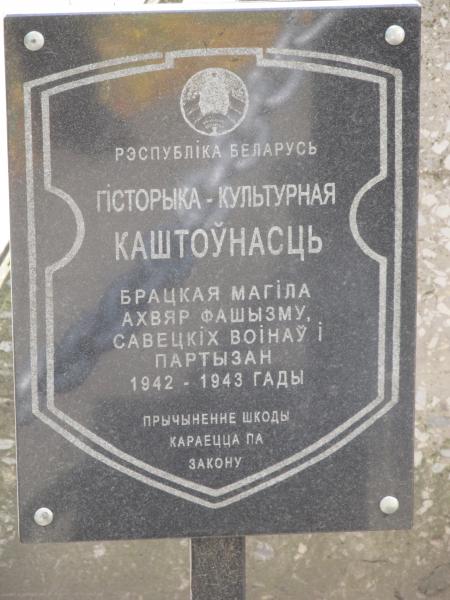 РЭСПУБЛІКА БЕЛАРУСЬ
ГІСТОРЫКА - КУЛЬТУРНАЯ
КАШТОЎНАСЦЬ
БРАЦКАЯ МАГІЛА
АХВЯР ФАШЫЗМУ,
САВЕЦКІХ ВОІНАЎ І
ПАРТЫЗАН
1942 - 1943 ГАДЫ
ПРЫЧЫНЕННЕ ШКОДЫ
КАРАЕЦЦА ПА
ЗАКОНУ